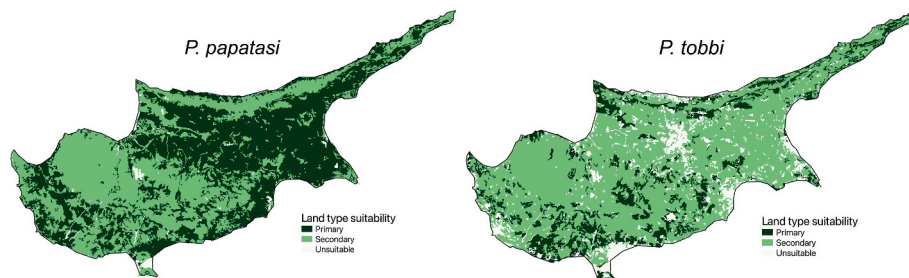 P. papatasi
Land type suitability
Primary
Secondary
Unsuitable
P. tobbi
Land type suitability
Primary
Secondary
Unsuitable